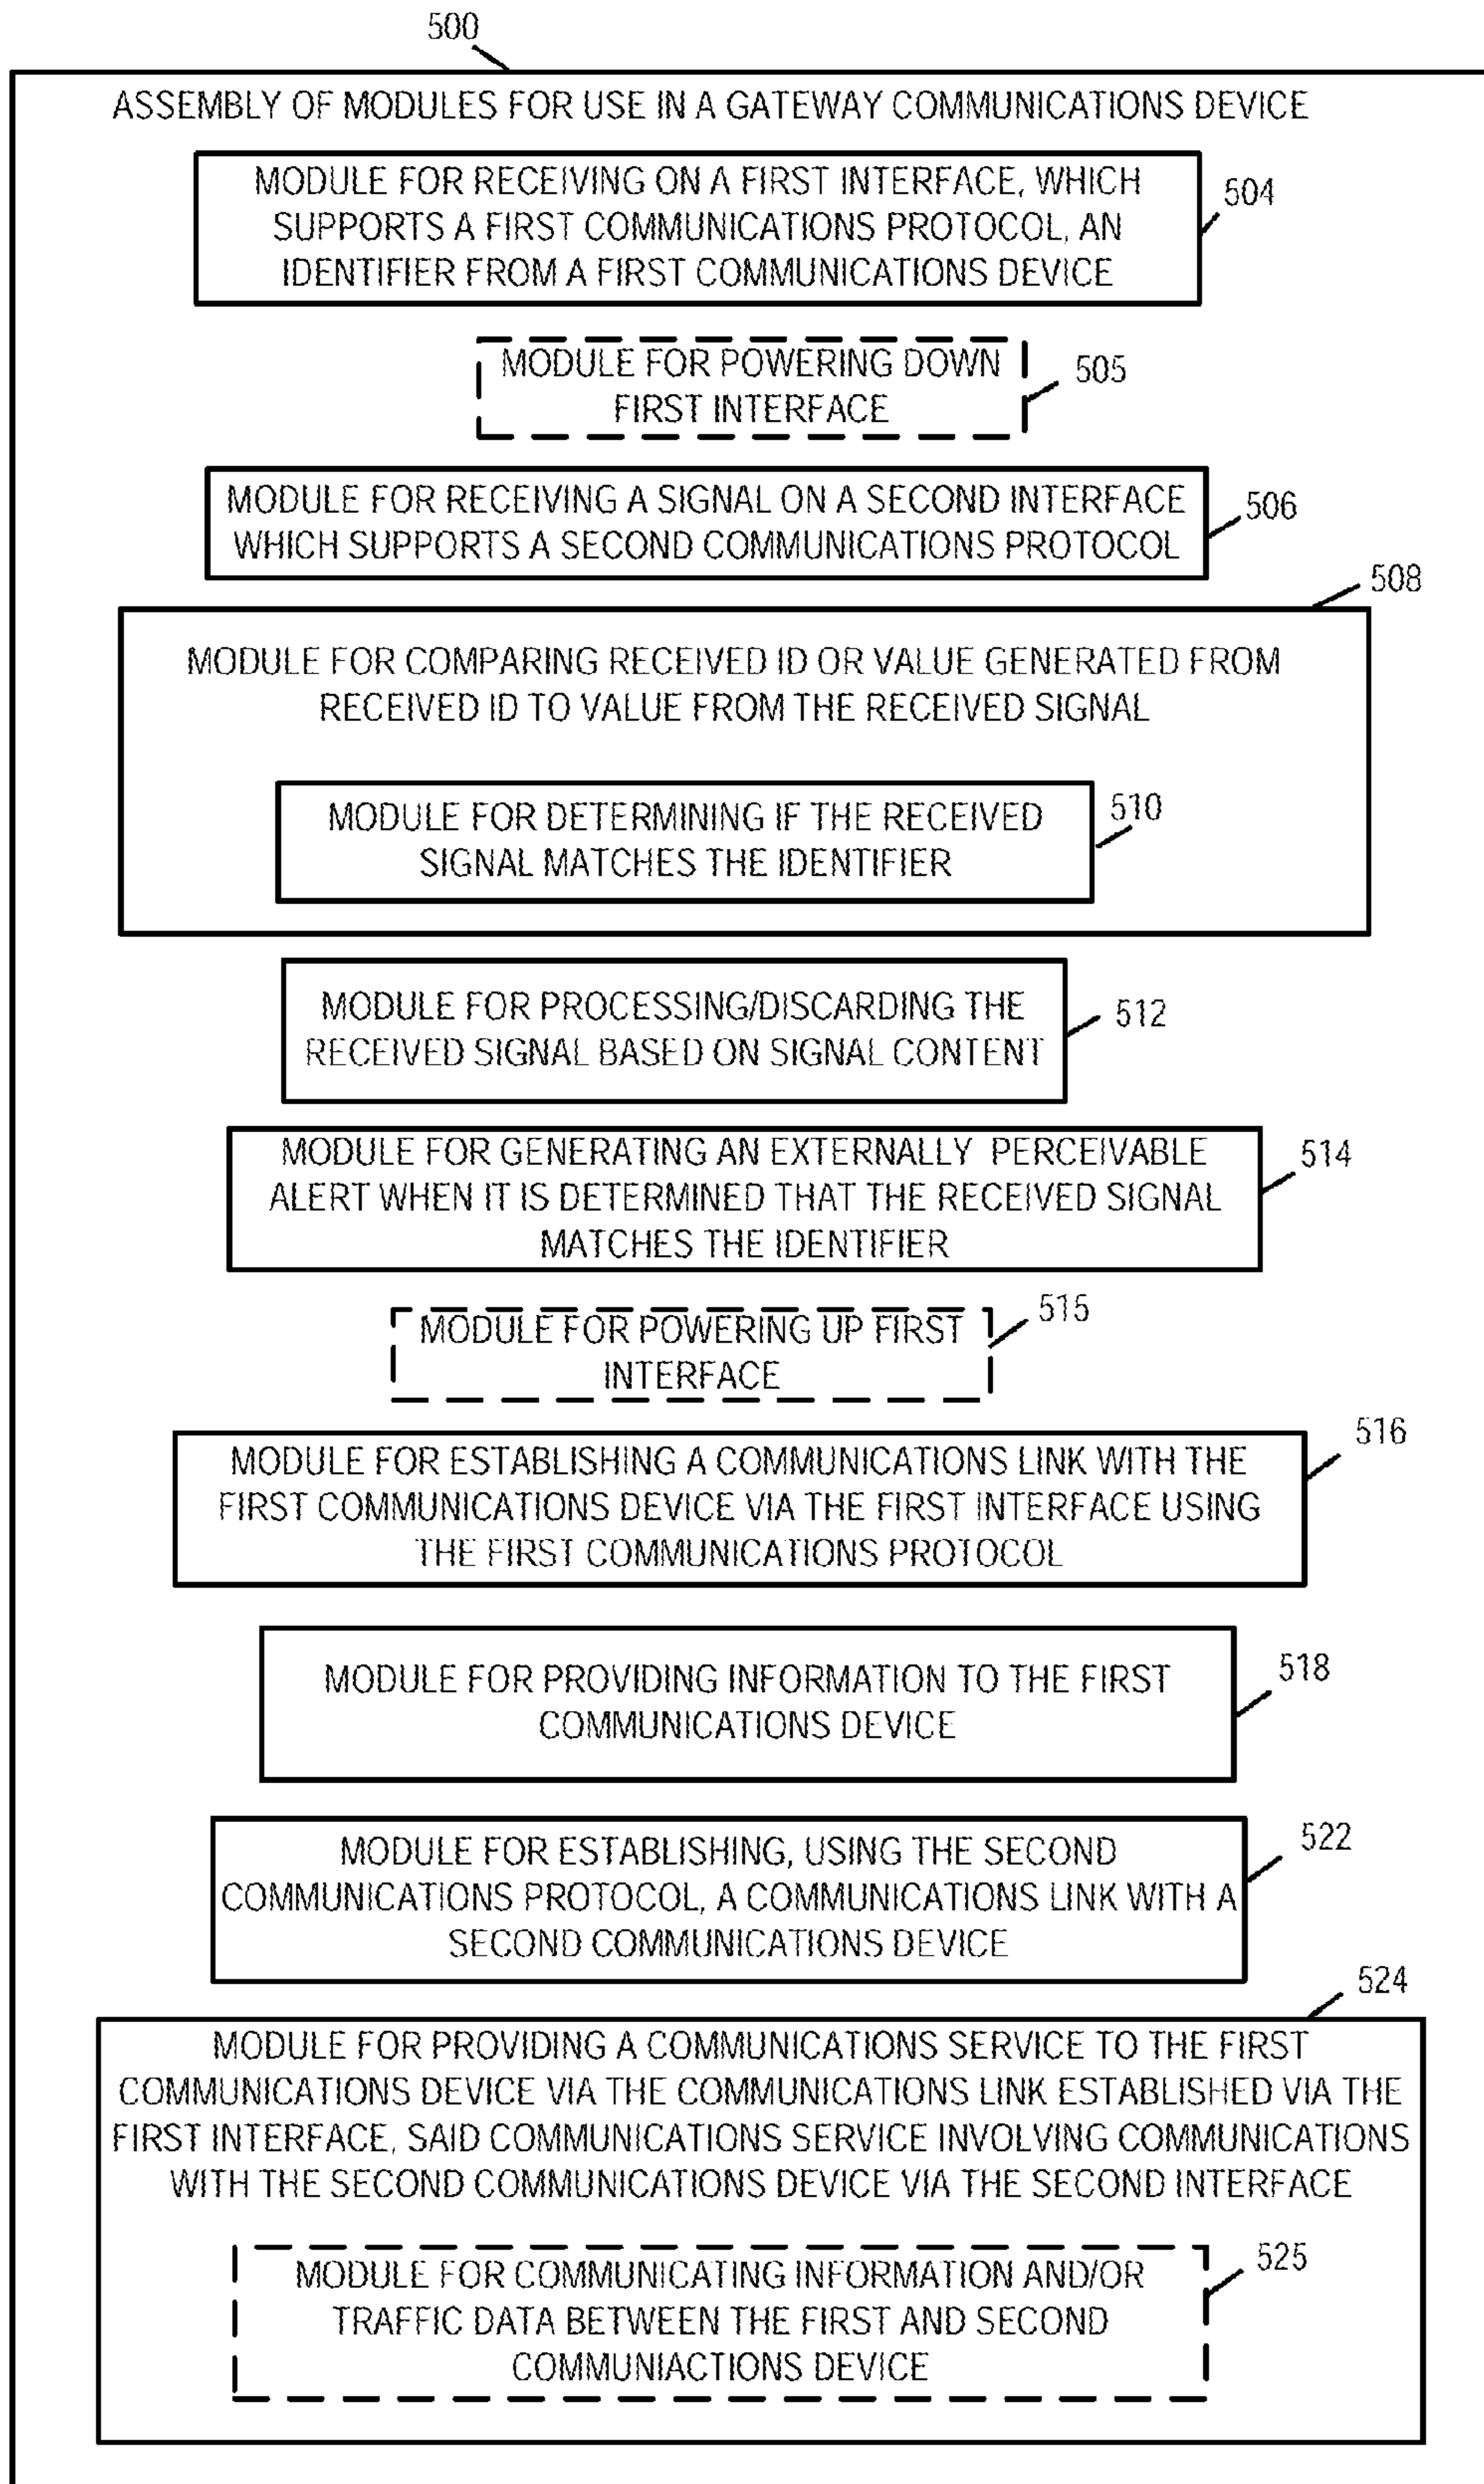 500
ASSEMBLY OF MODULES FOR USE IN A GATEWAY COMMUNICATIONS DEVICE
MODULE FOR RECEIVING ON A FIRST INTERFACE, WHICH
SUPPORTS A FIRST COMMUNICATIONS PROTOCOL, AN
IDENTIFIER FROM A FIRST COMMUNICATIONS DEVICE
504
MODULE FOR POWERING DOWN
FIRST INTERFACE
505
MODULE FOR RECEIVING A SIGNAL ON A SECOND INTERFACE
WHICH SUPPORTS A SECOND COMMUNICATIONS PROTOCOL
506
508
MODULE FOR COMPARING RECEIVED ID OR VALUE GENERATED FROM
RECEIVED ID TO VALUE FROM THE RECEIVED SIGNAL
MODULE FOR DETERMINING IF THE RECEIVED
SIGNAL MATCHES THE IDENTIFIER
510
MODULE FOR PROCESSING/DISCARDING THE
RECEIVED SIGNAL BASED ON SIGNAL CONTENT
512
MODULE FOR GENERATING AN EXTERNALLY PERCEIVABLE
ALERT WHEN IT IS DETERMINED THAT THE RECEIVED SIGNAL
MATCHES THE IDENTIFIER
514
MODULE FOR POWERING UP FIRST
INTERFACE
515
MODULE FOR ESTABLISHING A COMMUNICATIONS LINK WITH THE
FIRST COMMUNICATIONS DEVICE VIA THE FIRST INTERFACE USING
THE FIRST COMMUNICATIONS PROTOCOL
516
MODULE FOR PROVIDING INFORMATION TO THE FIRST
COMMUNICATIONS DEVICE
518
MODULE FOR ESTABLISHING, USING THE SECOND
COMMUNICATIONS PROTOCOL, A COMMUNICATIONS LINK WITH A
SECOND COMMUNICATIONS DEVICE
522
524
MODULE FOR PROVIDING A COMMUNICATIONS SERVICE TO THE FIRST
COMMUNICATIONS DEVICE VIA THE COMMUNICATIONS LINK ESTABLISHED VIA THE
FIRST INTERFACE, SAID COMMUNICATIONS SERVICE INVOLVING COMMUNICATIONS
WITH THE SECOND COMMUNICATIONS DEVICE VIA THE SECOND INTERFACE
MODULE FOR COMMUNICATING INFORMATION AND/OR
TRAFFIC DATA BETWEEN THE FIRST AND SECOND
COMMUNIACTIONS DEVICE
525